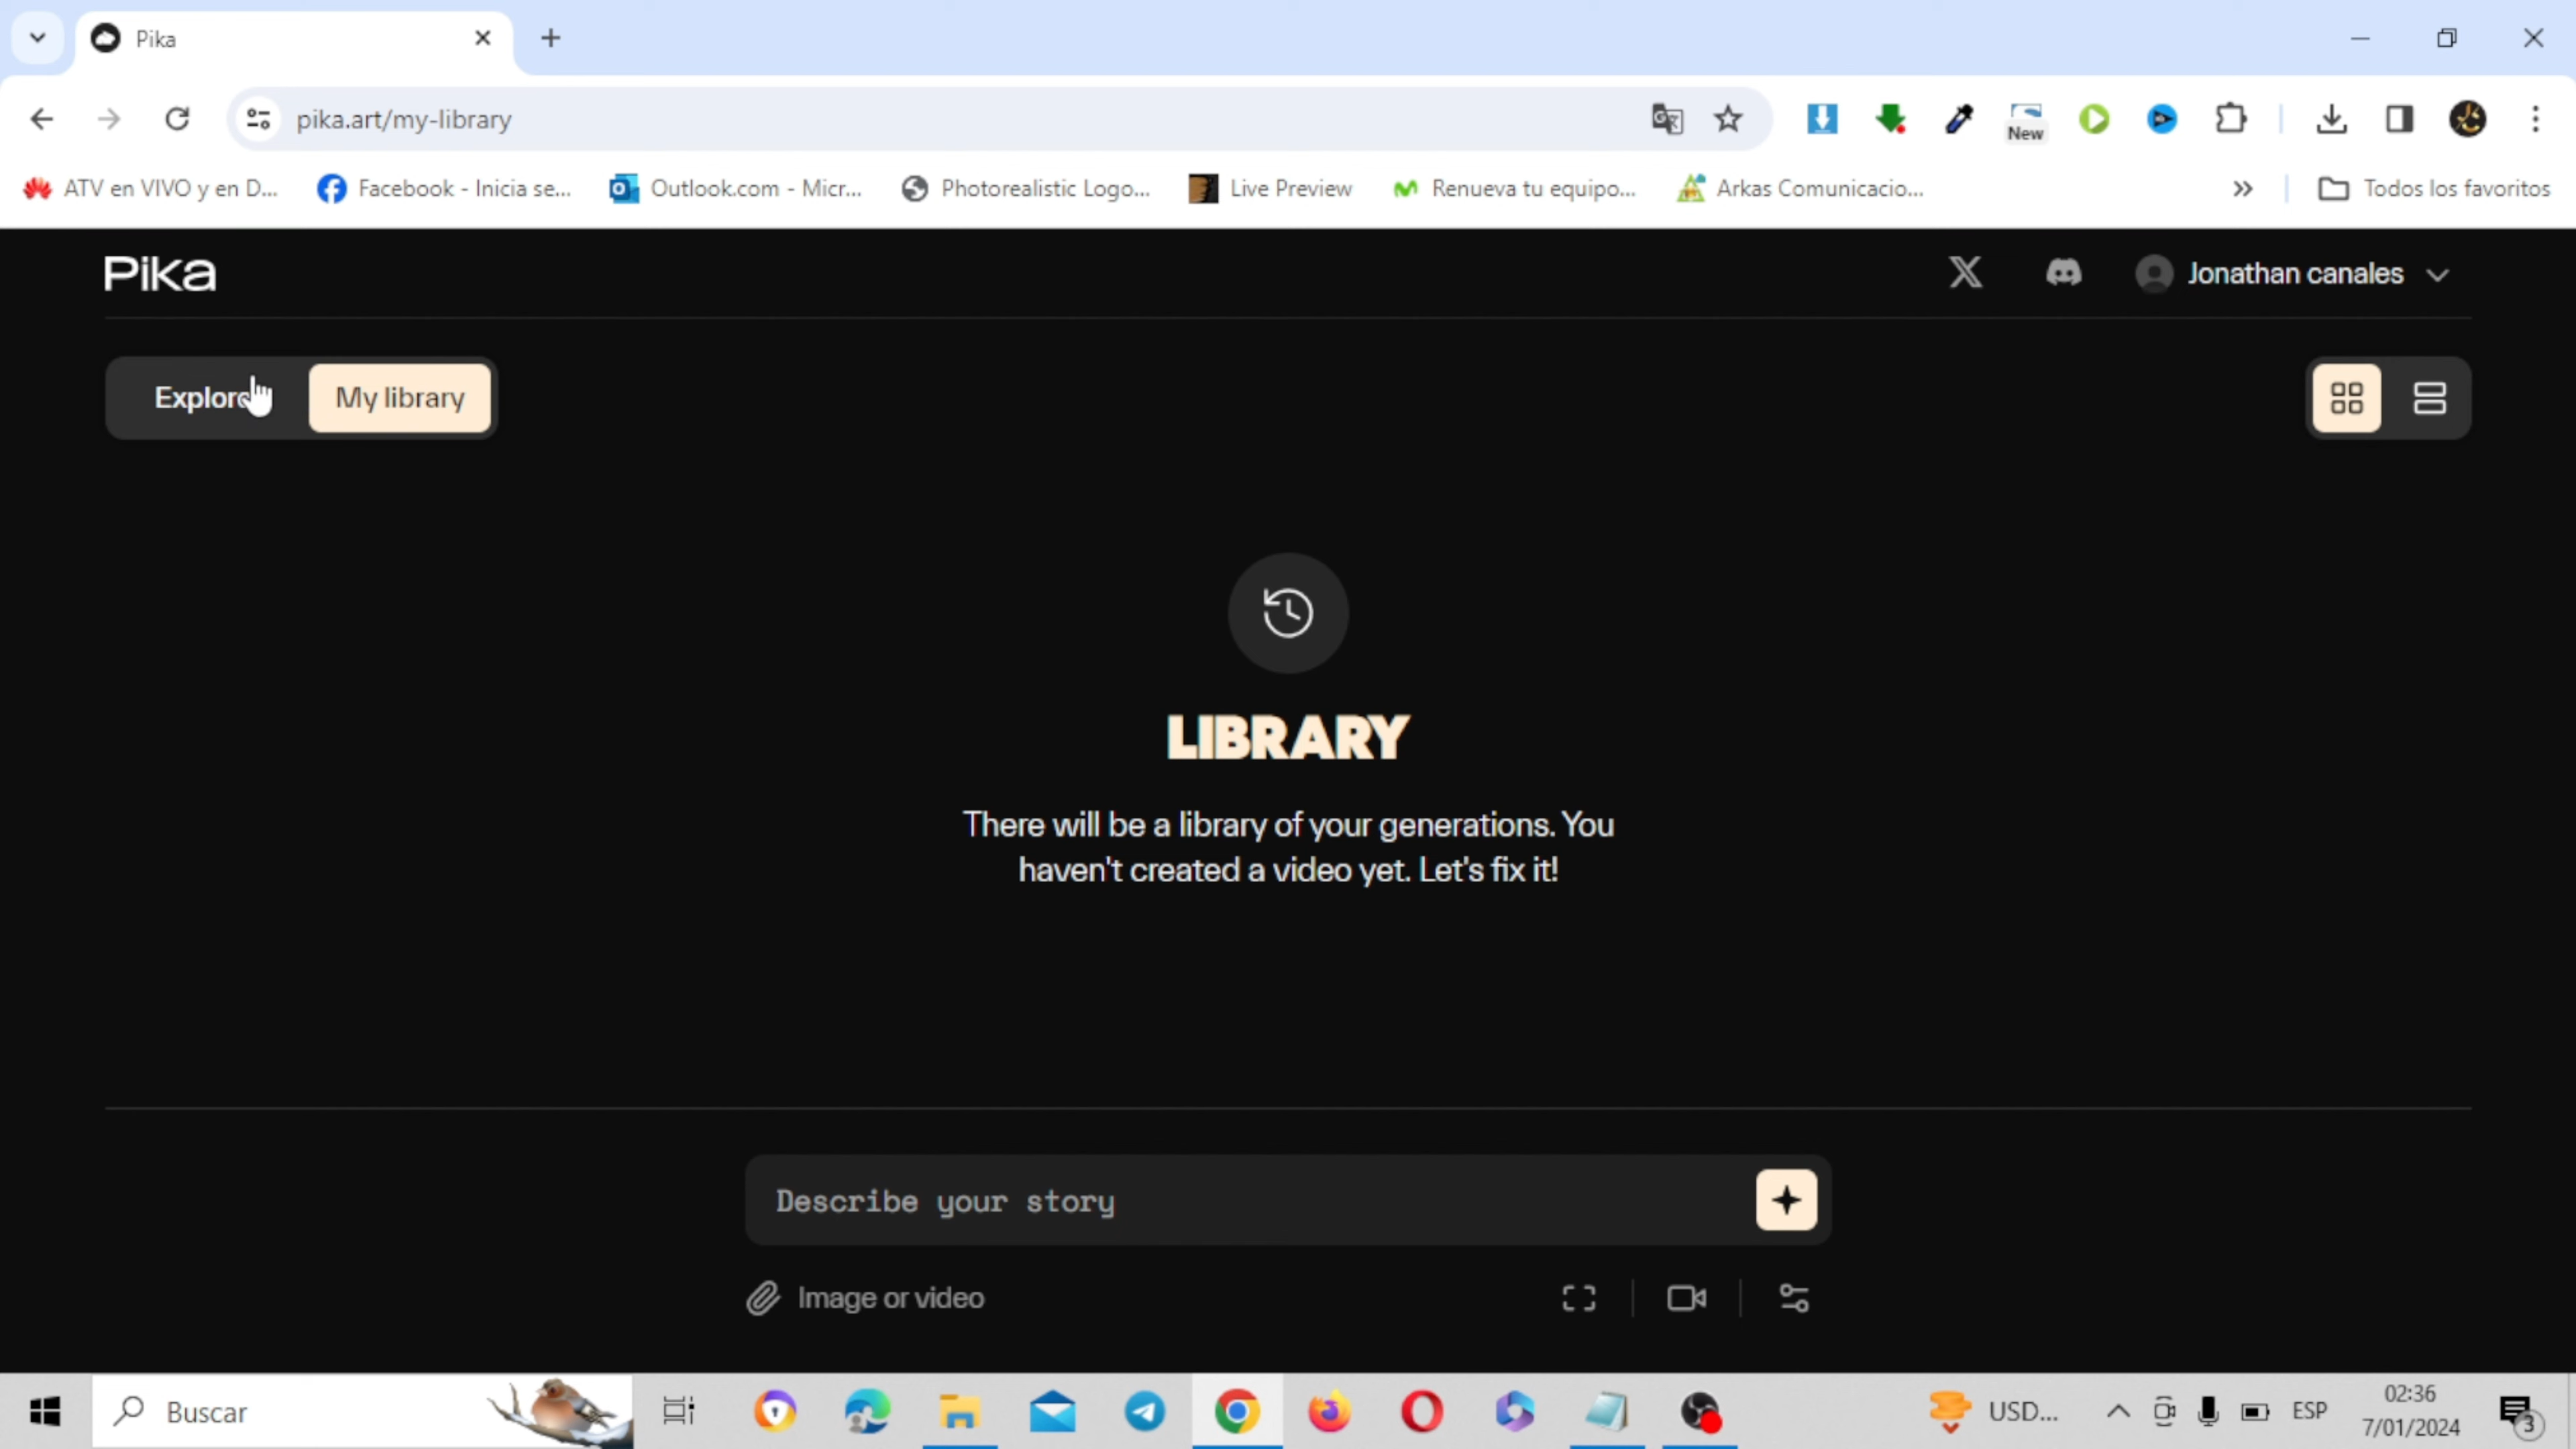 Pika
pika.art/my-library
New
ATV en VIVO y en D...
Facebook - Inicia se...
Outlook.com - Micr...
Photorealistic Logo...
Live Preview
Renueva tu equipo...
Arkas Comunicacio...
Todos los favoritos
Pika
Jonathan canales
Explore
My library
LIBRARY
There will be a library of your generations. You
haven't created a video yet. Let's fix it!
Describe your story
Image or video
Buscar
USD...
ESP
02:36
7/01/2024
3